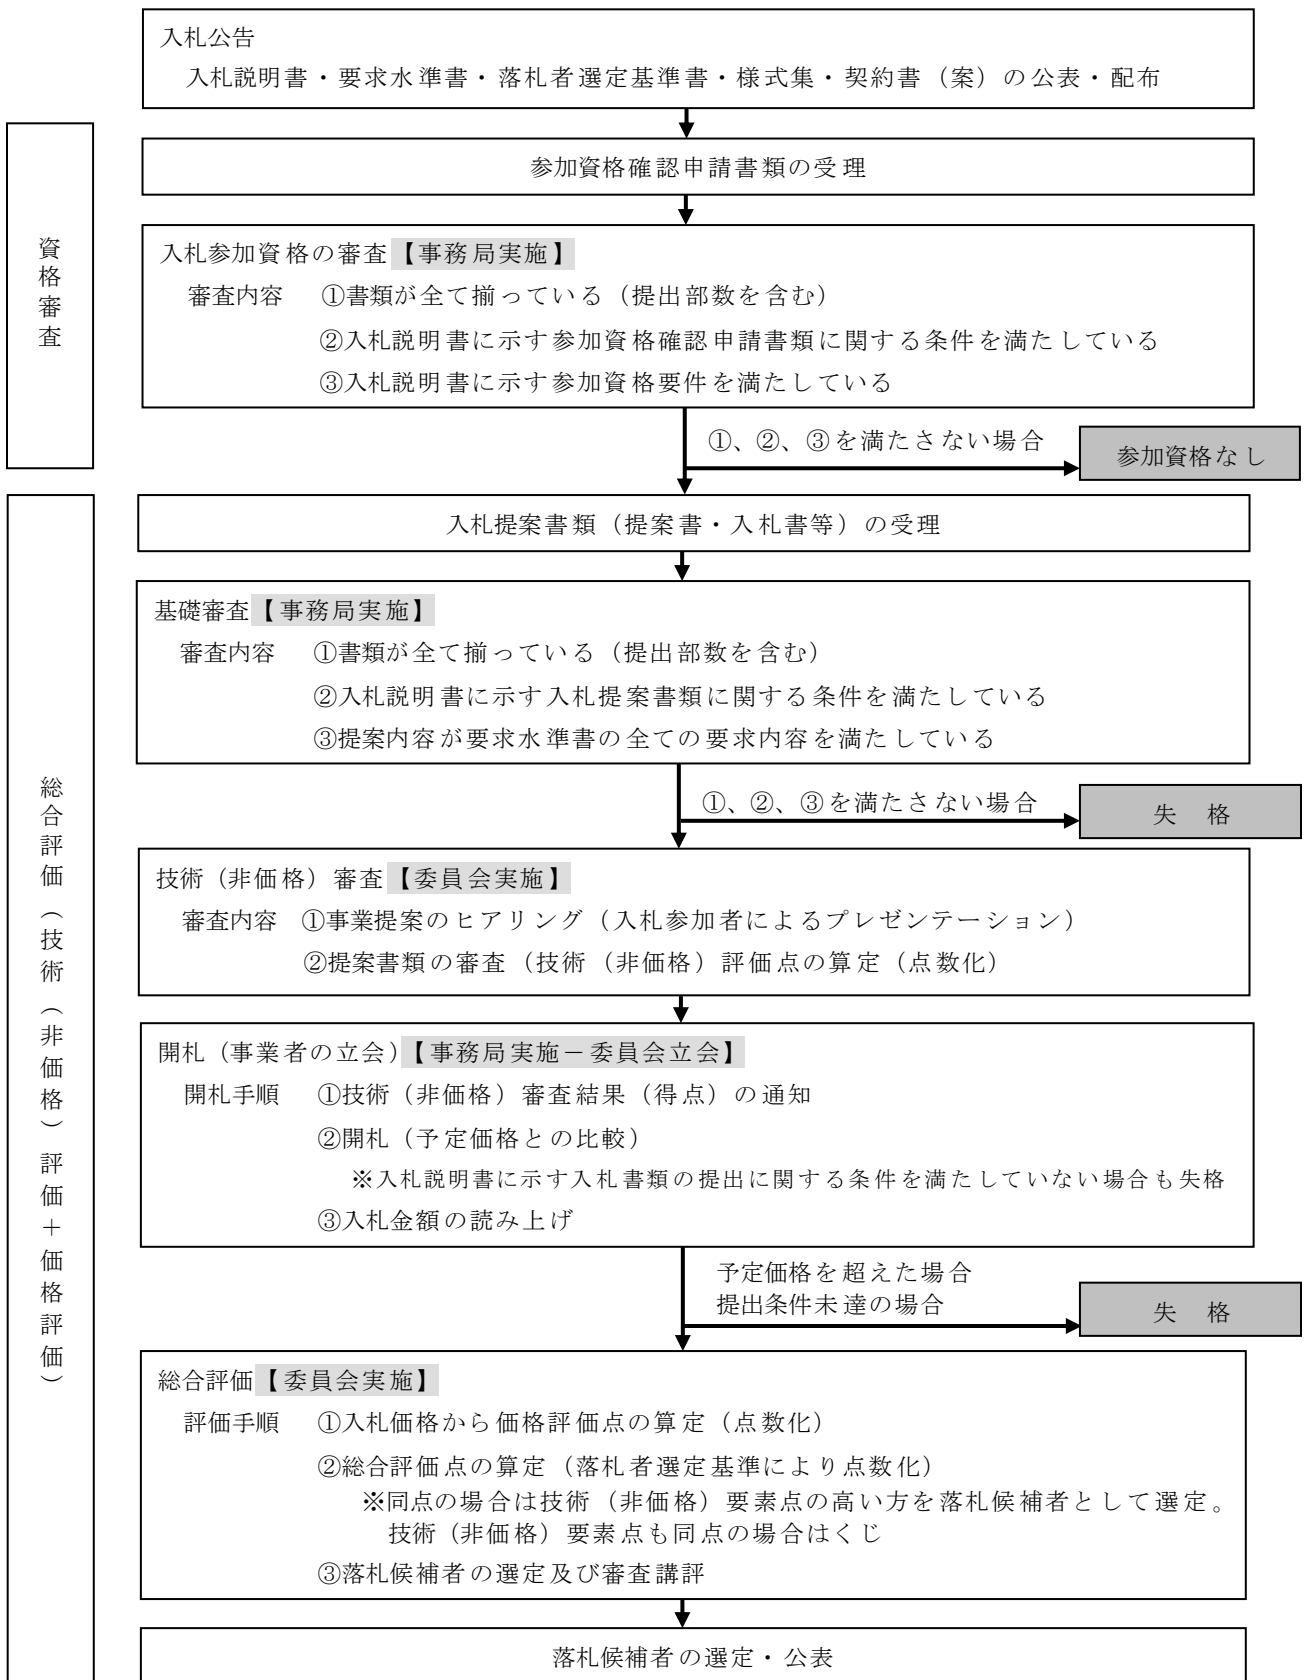 入札公告
入札説明書・要求水準書・落札者選定基準書・様式集・契約書（案）の公表・配布
資格審査
参加資格確認申請書類の受理
入札参加資格の審査【事務局実施】
審査内容 ①書類が全て揃っている（提出部数を含む）
②入札説明書に示す参加資格確認申請書類に関する条件を満たしている
③入札説明書に示す参加資格要件を満たしている
①、②、③を満たさない場合
参加資格なし
総合評価（技術（非価格）評価＋価格評価）
入札提案書類（提案書・入札書等）の受理
基礎審査【事務局実施】
審査内容 ①書類が全て揃っている（提出部数を含む）
②入札説明書に示す入札提案書類に関する条件を満たしている
③提案内容が要求水準書の全ての要求内容を満たしている
①、②、③を満たさない場合
失 格
技術（非価格）審査【委員会実施】
審査内容 ①事業提案のヒアリング（入札参加者によるプレゼンテーション）
②提案書類の審査（技術（非価格）評価点の算定（点数化）
開札（事業者の立会）【事務局実施－委員会立会】
開札手順 ①技術（非価格）審査結果（得点）の通知
②開札（予定価格との比較）
※入札説明書に示す入札書類の提出に関する条件を満たしていない場合も失格
③入札金額の読み上げ
予定価格を超えた場合
提出条件未達の場合
失 格
総合評価【委員会実施】
評価手順 ①入札価格から価格評価点の算定（点数化）
②総合評価点の算定（落札者選定基準により点数化）
※同点の場合は技術（非価格）要素点の高い方を落札候補者として選定。
技術（非価格）要素点も同点の場合はくじ
③落札候補者の選定及び審査講評
落札候補者の選定・公表